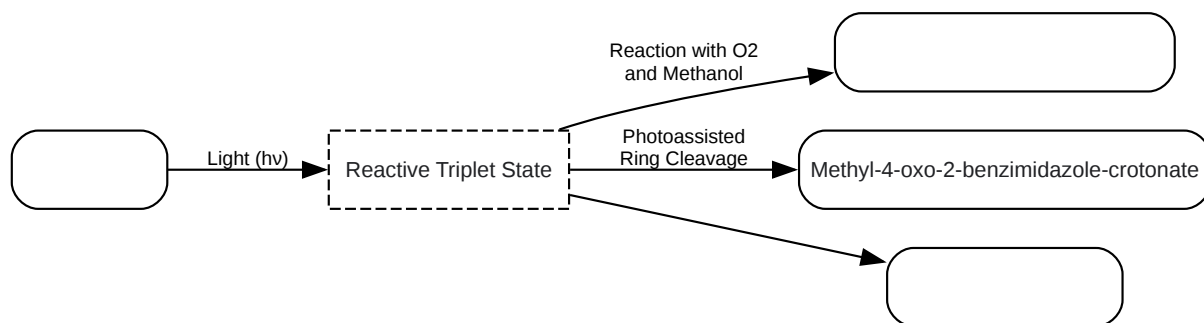 Reaction with O2
and Methanol
Light (hν)
Reactive Triplet State
Photoassisted
Ring Cleavage
Methyl-4-oxo-2-benzimidazole-crotonate